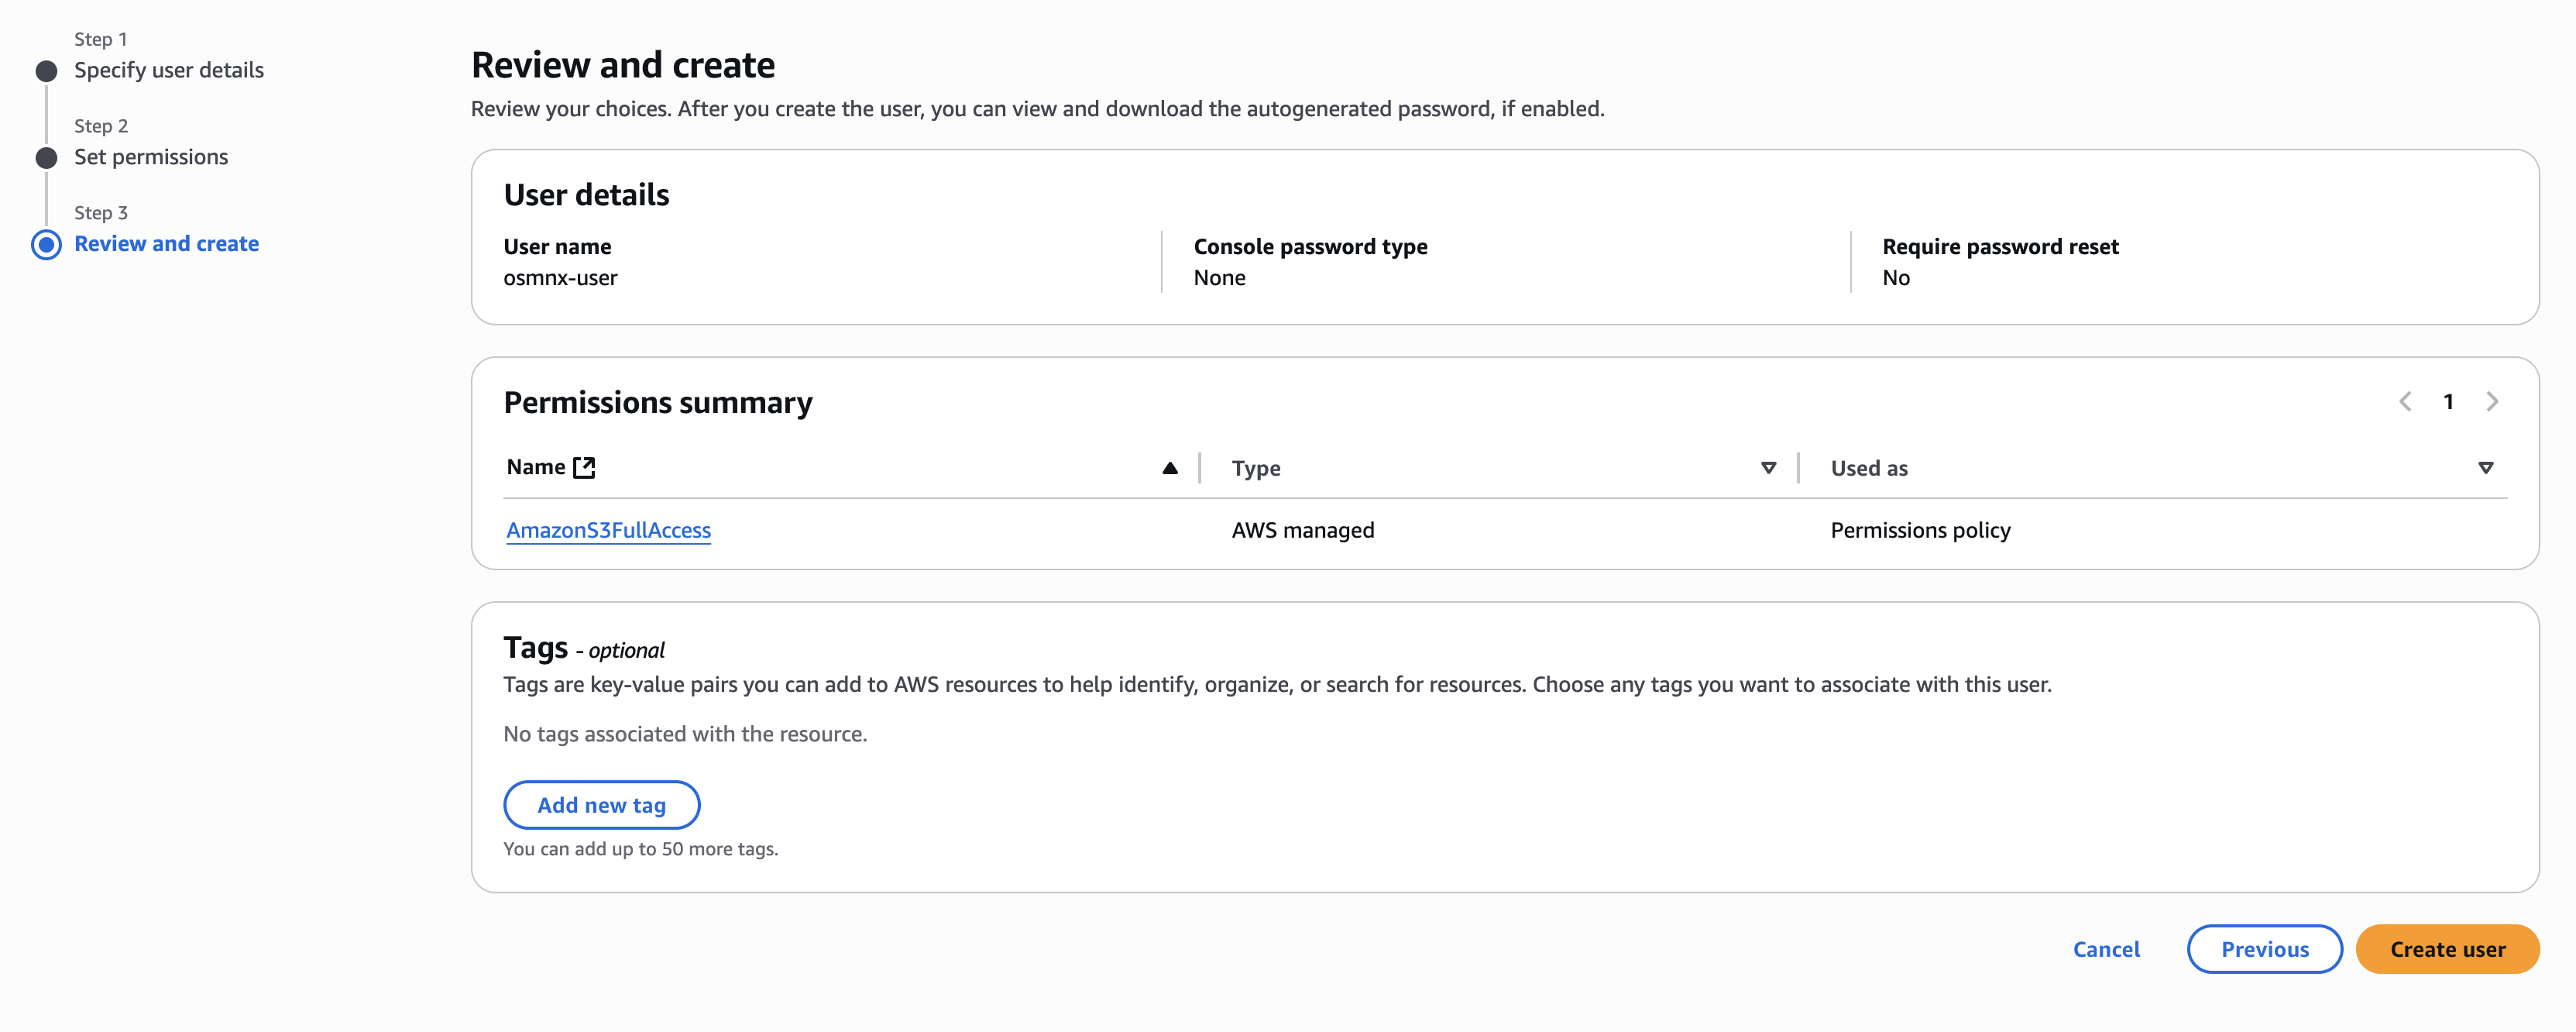 Step 1
Specify user details
Step 2
Set permissions
Step 3
Review and create
Review and create
Review your choices. After you create the user, you can view and download the autogenerated password, if enabled.
User details
User name
osmnx-user
Console password type
None
Require password reset
No
Permissions summary
1
Name
Type
Used as
AmazonS3FullAccess
AWS managed
Permissions policy
Tags - optional
Tags are key-value pairs you can add to AWS resources to help identify, organize, or search for resources. Choose any tags you want to associate with this user.
No tags associated with the resource.
Add new tag
You can add up to 50 more tags.
Cancel
Previous
Create user